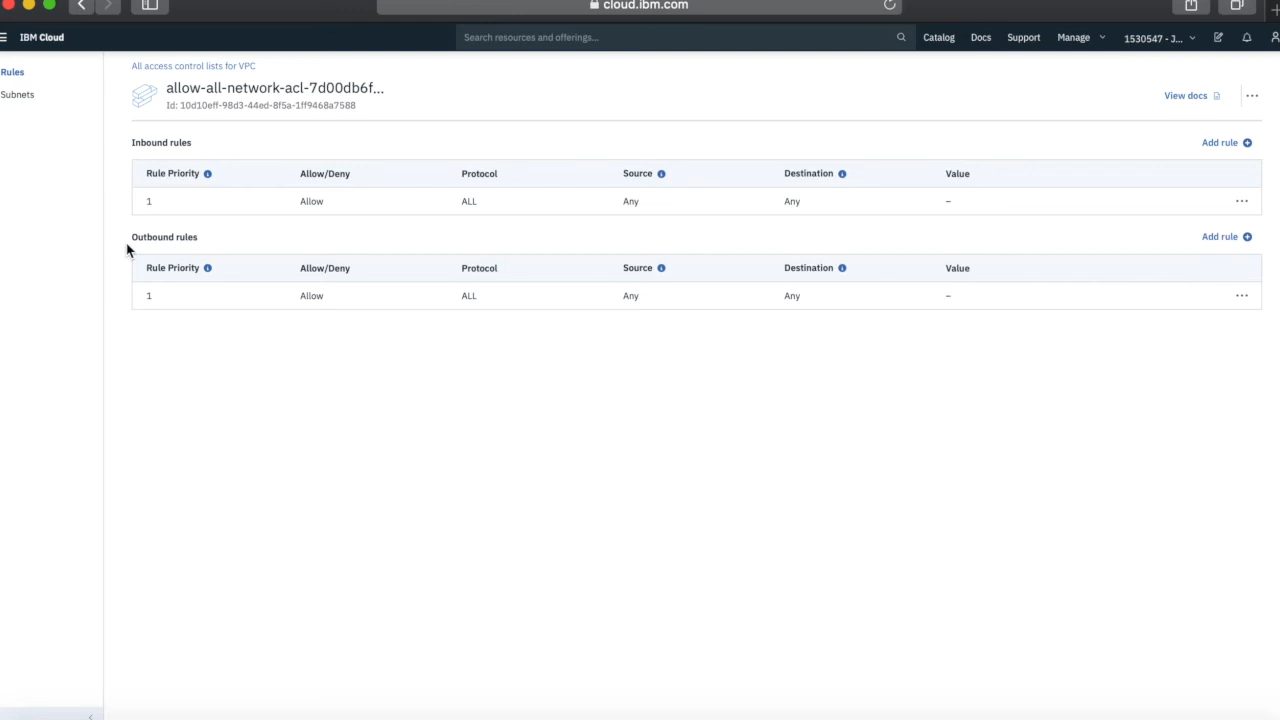 cloud.ibm.com
IBM Cloud
Search resources and offerings...
Catalog
Docs
Support
Manage
1530547 - J...
Rules
Subnets
All access control lists for VPC
allow-all-network-acl-7d00db6f...
Id: 10d10eff-98d3-44ed-8f5a-1ff9468a7588
View docs
Inbound rules
Add rule
Rule Priority Allow/Deny Protocol Source Destination Value
1 Allow ALL Any Any –
Outbound rules
Add rule
Rule Priority Allow/Deny Protocol Source Destination Value
1 Allow ALL Any Any –